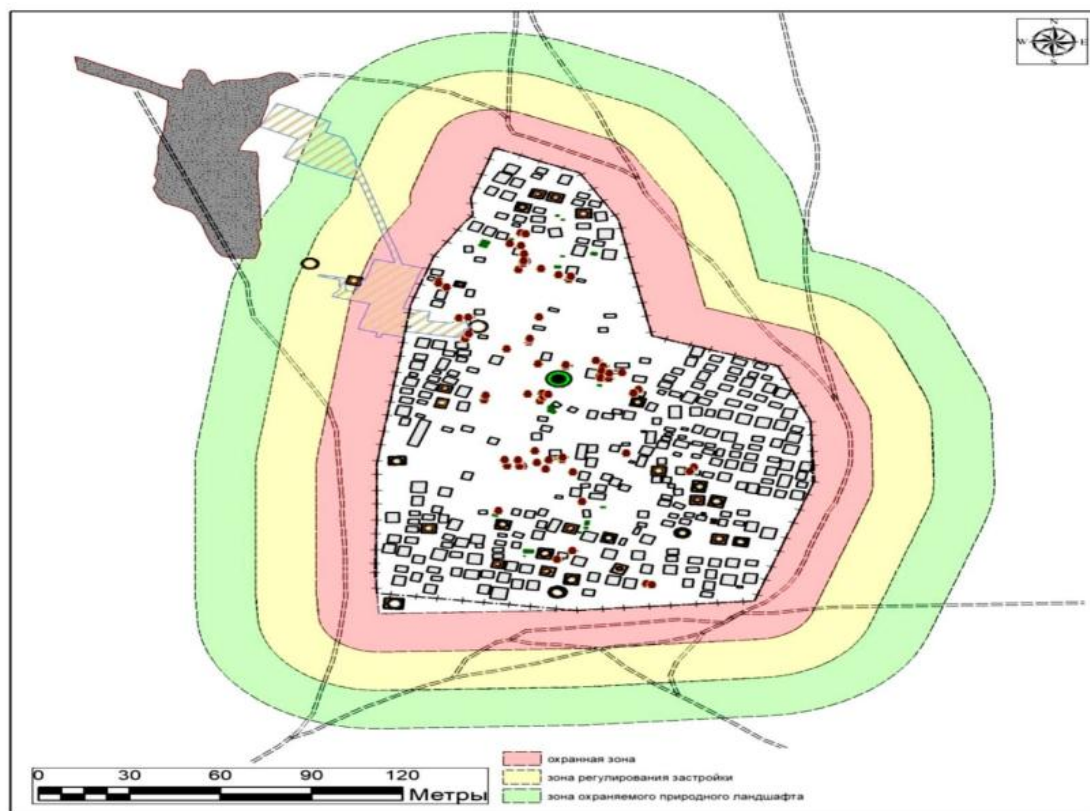 N
W E
S
охранная зона
зона регулирования застройки
зона охраняемого природного ландшафта
0 30 60 90 120
Метры